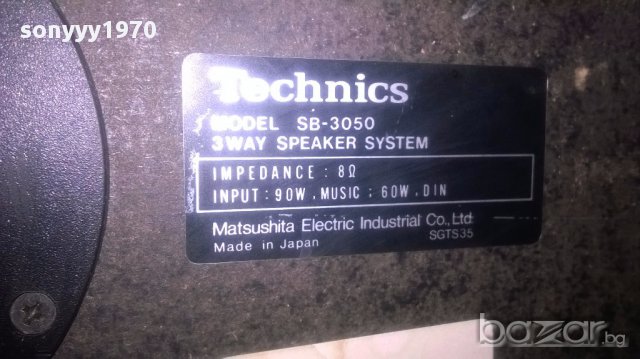 sonyyy1970
Technics
MODEL SB-3050
3WAY SPEAKER SYSTEM
IMPEDANCE : 8Ω
INPUT : 90W . MUSIC ; 60W . DIN
Matsushita Electric Industrial Co., Ltd.
Made in Japan SGTS35
bazar.bg